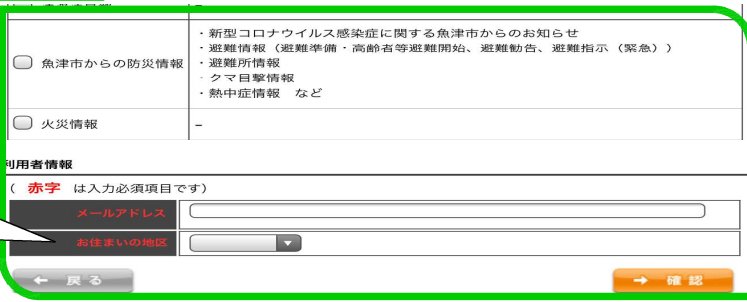 ・新型コロナウイルス感染症に関する魚津市からのお知らせ
・避難情報（避難準備・高齢者等避難開始、避難勧告、避難指示（緊急））
魚津市からの防災情報 ・避難所情報
・クマ目撃情報
・熱中症情報 など
火災情報 –
利用者情報
( 赤字 は入力必須項目です)
メールアドレス
お住まいの地区
← 戻る → 確認